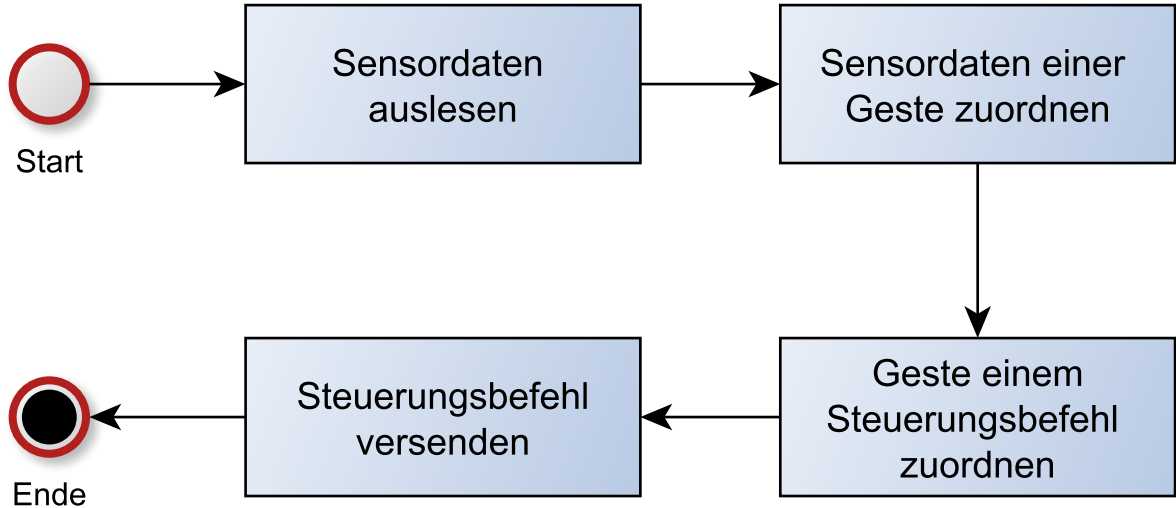 Sensordaten
auslesen
Sensordaten einer
Geste zuordnen
Start
Geste einem
Steuerungsbefehl
zuordnen
Steuerungsbefehl
versenden
Ende